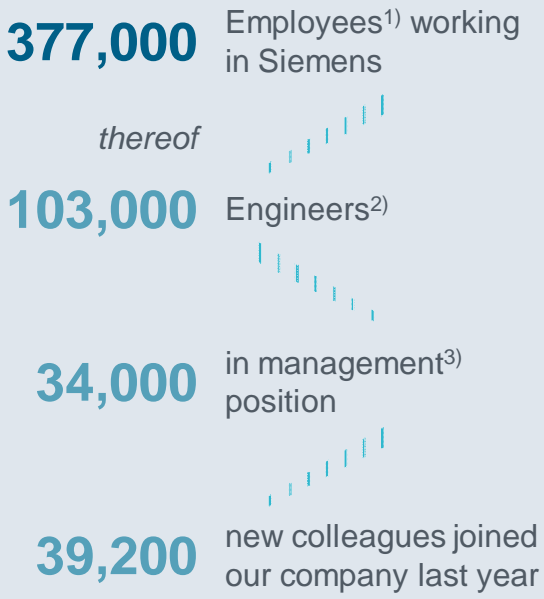 377,000 Employees¹⁾ working
in Siemens
thereof
103,000 Engineers²⁾
34,000 in management³⁾
position
39,200 new colleagues joined
our company last year